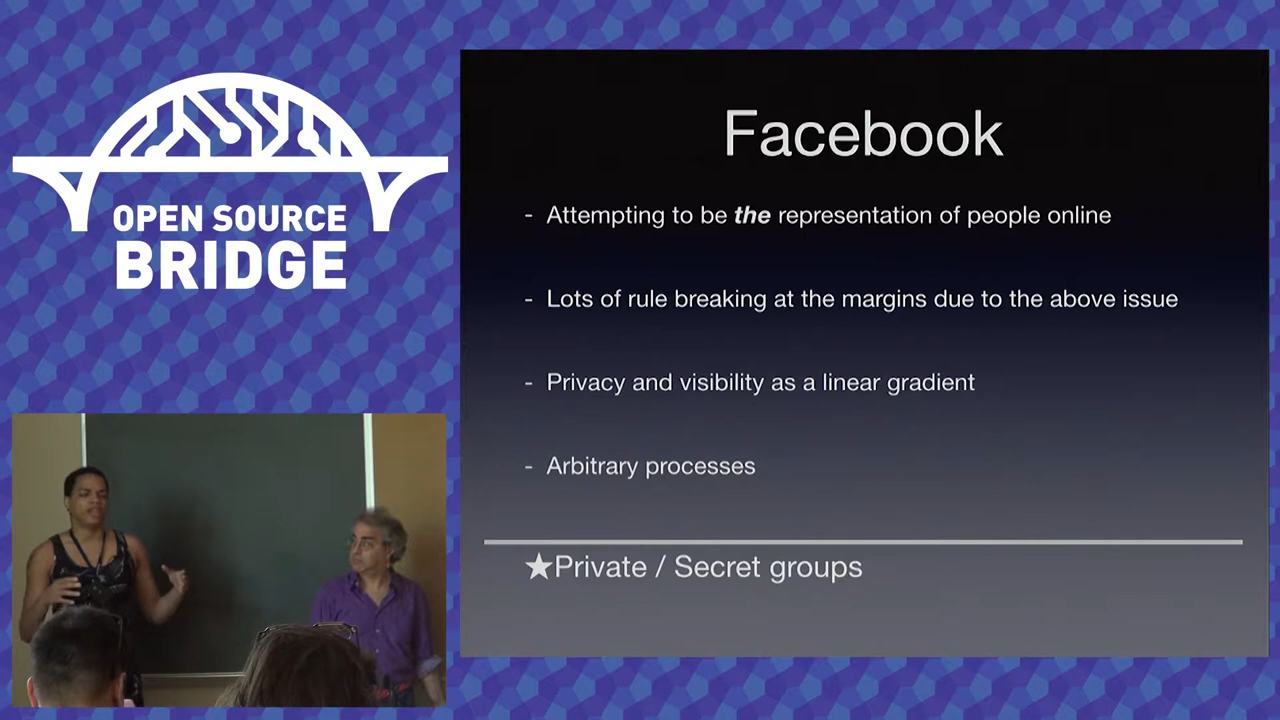 OPEN SOURCE
BRIDGE
Facebook
- Attempting to be the representation of people online
- Lots of rule breaking at the margins due to the above issue
- Privacy and visibility as a linear gradient
- Arbitrary processes
★Private / Secret groups